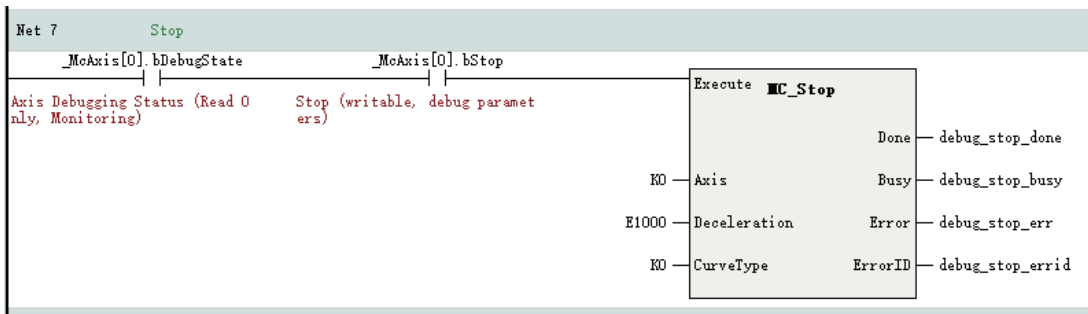 Net 7 Stop
_McAxis[0].bDebugState _McAxis[0].bStop
Axis Debugging Status (Read O
nly, Monitoring)
Stop (writable, debug paramet
ers)
Execute MC_Stop
Done debug_stop_done
K0 Axis Busy debug_stop_busy
E1000 Deceleration Error debug_stop_err
K0 CurveType ErrorID debug_stop_errid